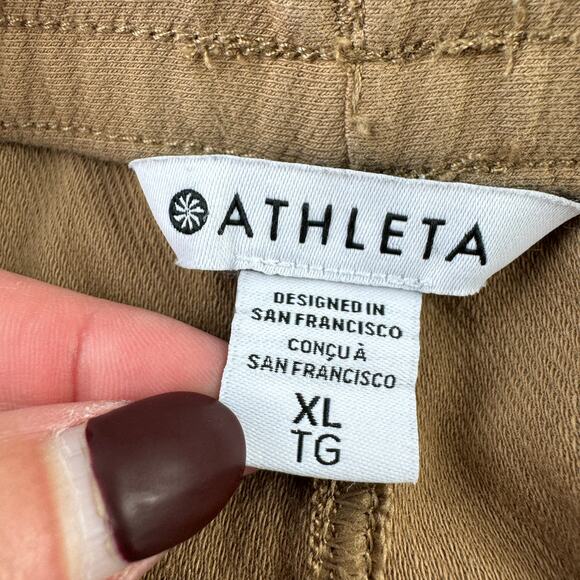 ATHLETA
DESIGNED IN
SAN FRANCISCO
CONÇU À
SAN FRANCISCO
XL
TG